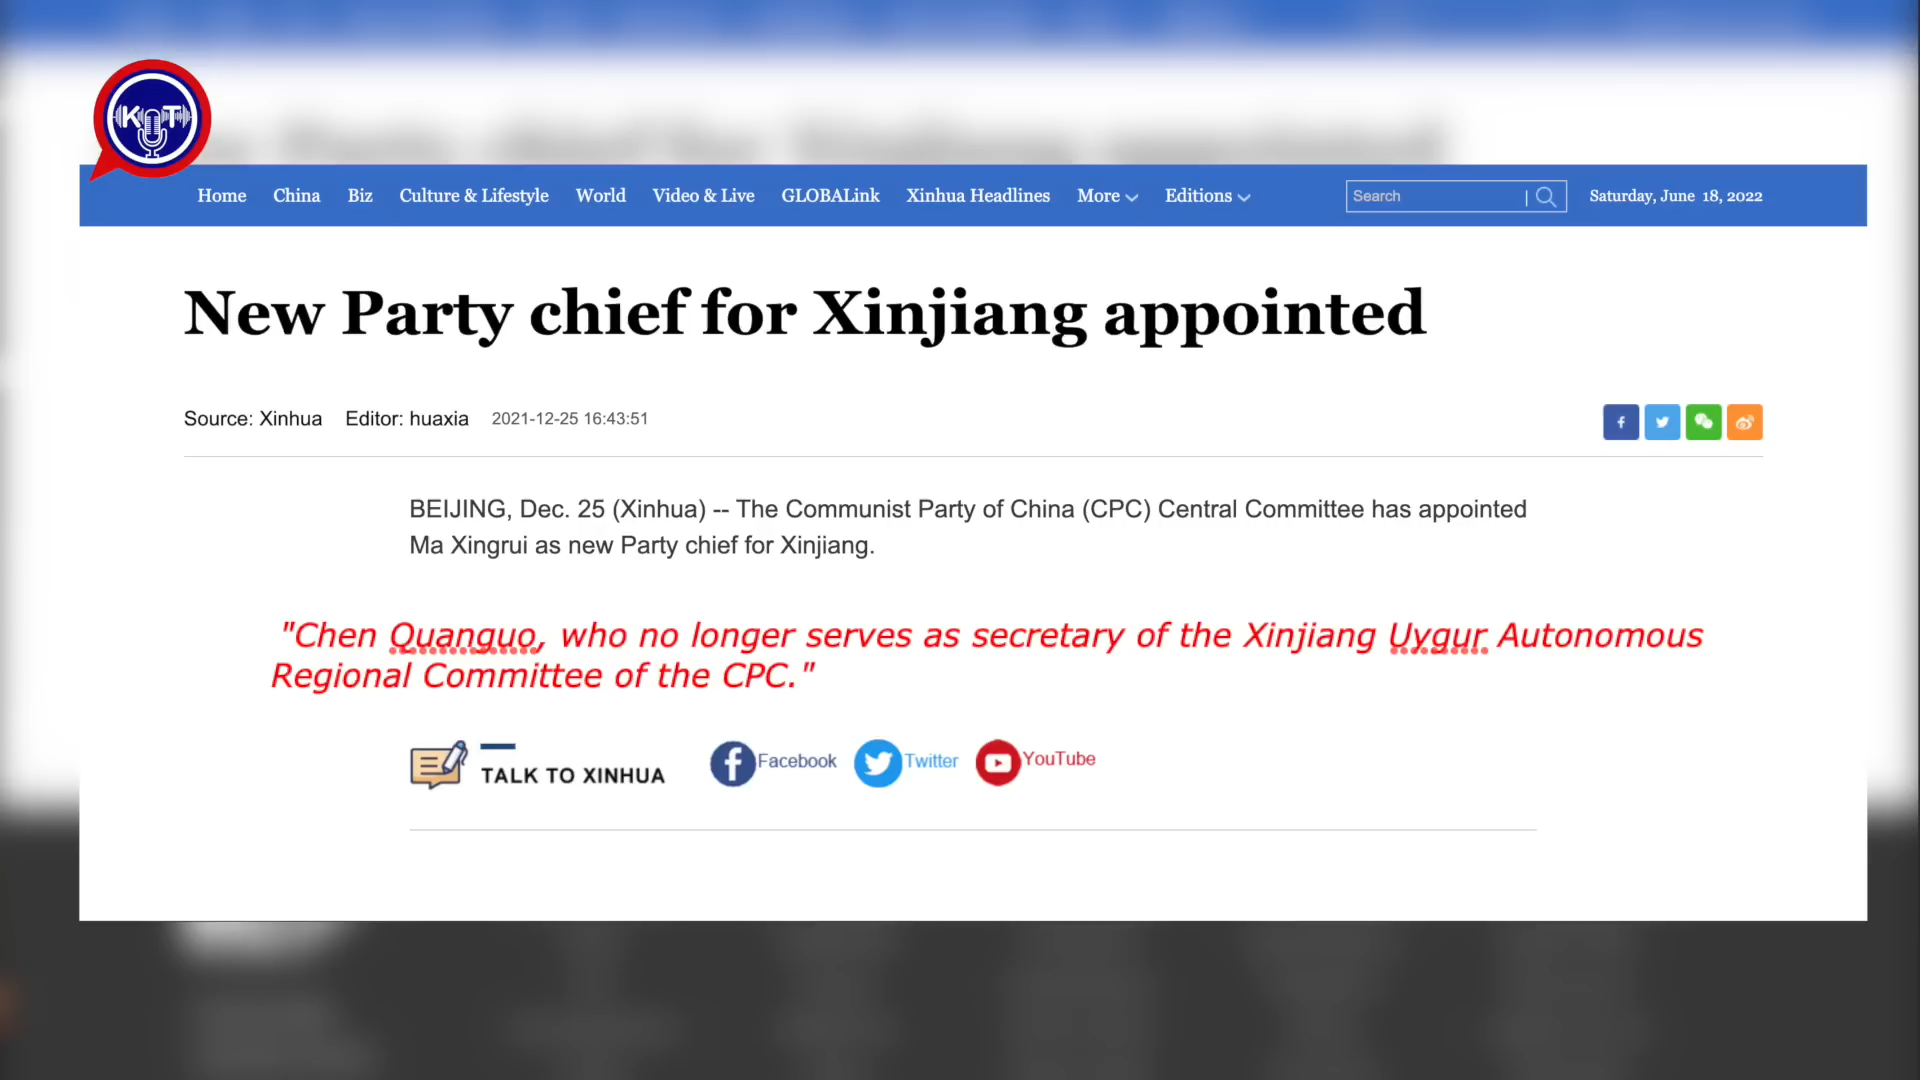 KT
Home China Biz Culture & Lifestyle World Video & Live GLOBALink Xinhua Headlines More Editions Search Saturday, June 18, 2022
New Party chief for Xinjiang appointed
Source: Xinhua Editor: huaxia 2021-12-25 16:43:51
BEIJING, Dec. 25 (Xinhua) -- The Communist Party of China (CPC) Central Committee has appointed
Ma Xingrui as new Party chief for Xinjiang.
"Chen Quanguo, who no longer serves as secretary of the Xinjiang Uygur Autonomous
Regional Committee of the CPC."
TALK TO XINHUA Facebook Twitter YouTube